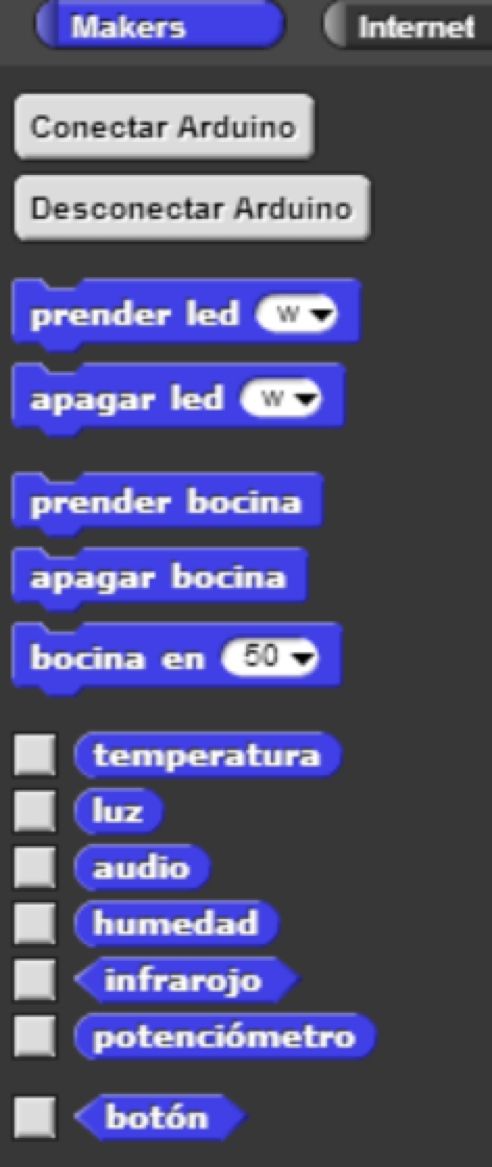 Makers Internet
Conectar Arduino
Desconectar Arduino
prender led w
apagar led w
prender bocina
apagar bocina
bocina en 50
temperatura
luz
audio
humedad
infrarojo
potenciómetro
botón